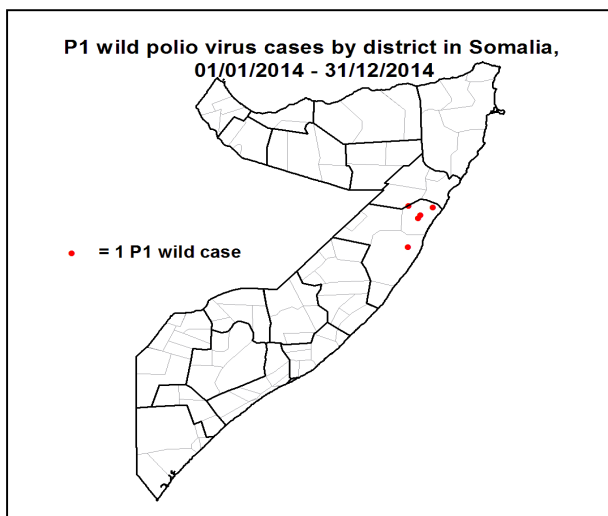 P1 wild polio virus cases by district in Somalia,
01/01/2014 - 31/12/2014
= 1 P1 wild case